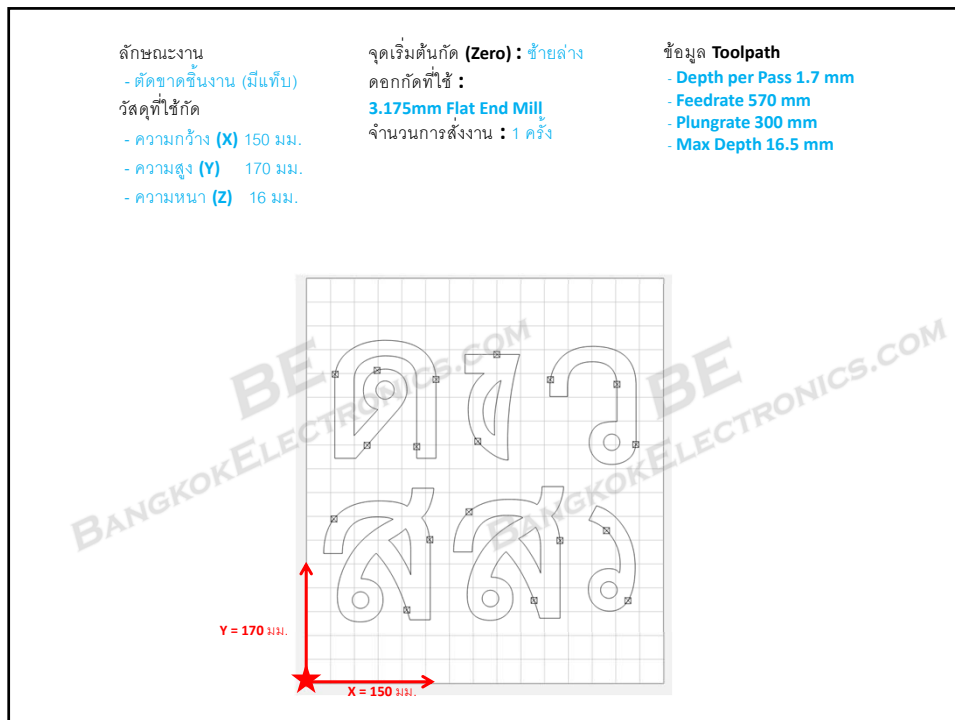 ลักษณะงาน
- ตัดขาดชิ้นงาน (มีแท็บ)
วัสดุที่ใช้กัด
- ความกว้าง (X) 150 มม.
- ความสูง (Y) 170 มม.
- ความหนา (Z) 16 มม.
จุดเริ่มต้นกัด (Zero) : ซ้ายล่าง
ดอกกัดที่ใช้ :
3.175mm Flat End Mill
จำนวนการสั่งงาน : 1 ครั้ง
ข้อมูล Toolpath
- Depth per Pass 1.7 mm
- Feedrate 570 mm
- Plungrate 300 mm
- Max Depth 16.5 mm
BE
BANGKOKELECTRONICS.COM
BE
BANGKOKELECTRONICS.COM
Y = 170 มม.
X = 150 มม.